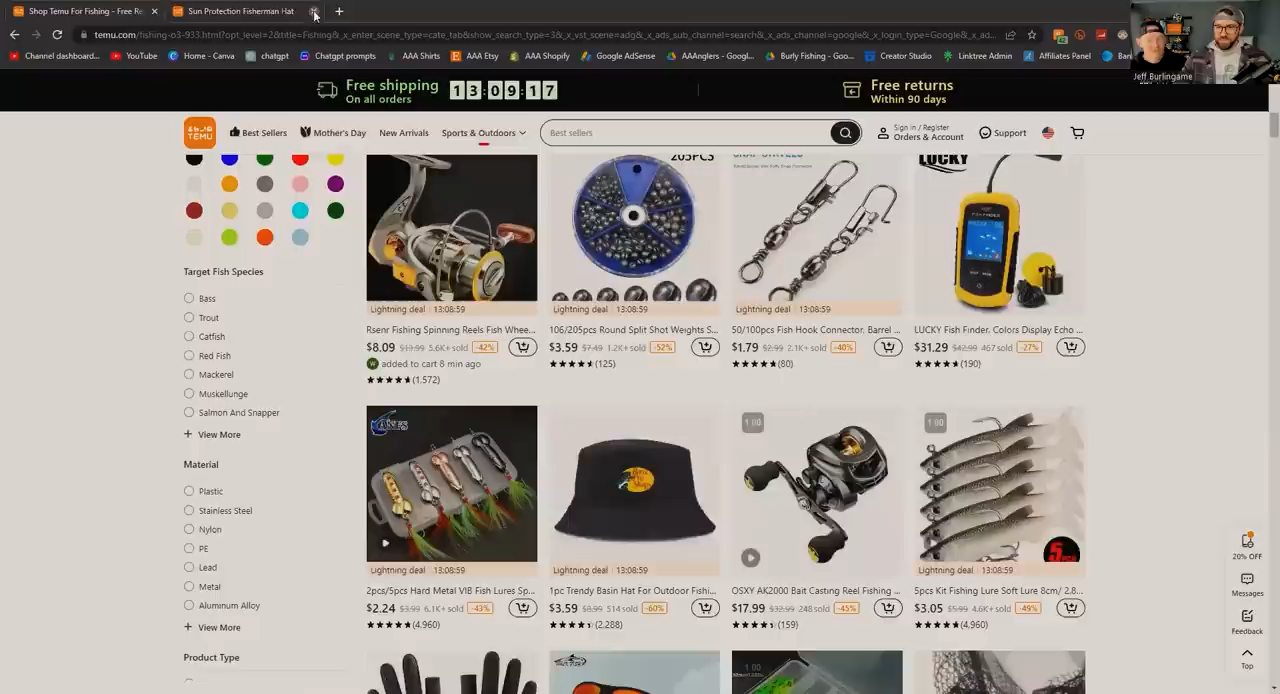 Shop Temu For Fishing - Free Re
Sun Protection Fisherman Hat
temu.com/fishing-o3-933.html?opt_level=2&title=Fishing&_x_enter_scene_type=cate_tab&show_search_type=3&_x_vst_scene=adg&_x_ads_sub_channel=search&_x_ads_channel=google&_x_login_type=Google&_x_ad...
Channel dashboard...
YouTube
Home - Canva
chatgpt
Chatgpt prompts
AAA Shirts
AAA Etsy
AAA Shopify
Google AdSense
AAAnglers - Googl...
Burly Fishing - Goo...
Creator Studio
Linktree Admin
Affiliates Panel
Jeff Burlingame
Free shipping
On all orders
13:09:17
Free returns
Within 90 days
TEMU
Best Sellers
Mother's Day
New Arrivals
Sports & Outdoors
Best sellers
Sign in / Register
Orders & Account
Support
Target Fish Species
Bass
Trout
Catfish
Red Fish
Mackerel
Muskellunge
Salmon And Snapper
+ View More
Material
Plastic
Stainless Steel
Nylon
PE
Lead
Metal
Aluminum Alloy
+ View More
Product Type
205PCS
LUCKY
Lightning deal 13:08:59
Lightning deal 13:08:59
Lightning deal 13:08:59
Rsenr Fishing Spinning Reels Fish Whee...
$8.09 $13.99 5.6K+ sold -42%
added to cart 8 min ago
(1,572)
106/205pcs Round Split Shot Weights S...
$3.59 $7.49 1.2K+ sold -52%
(125)
50/100pcs Fish Hook Connector, Barrel ...
$1.79 $2.99 2.1K+ sold -40%
(80)
LUCKY Fish Finder. Colors Display Echo ...
$31.29 $42.99 467 sold -27%
(190)
Bass Pro Shops
1:00
1:00
5PCS
Lightning deal 13:08:59
Lightning deal 13:08:59
Lightning deal 13:08:59
Lightning deal 13:08:59
2pcs/5pcs Hard Metal VIB Fish Lures Sp...
$2.24 $3.99 6.1K+ sold -43%
(4,960)
1pc Trendy Basin Hat For Outdoor Fishi...
$3.59 $8.99 514 sold -60%
(2,288)
OSXY AK2000 Bait Casting Reel Fishing ...
$17.99 $32.99 248 sold -45%
(159)
5pcs Kit Fishing Lure Soft Lure 8cm/ 2.8...
$3.05 $5.99 4.6K+ sold -49%
(4,960)
1:00
20% OFF
Messages
Feedback
Top